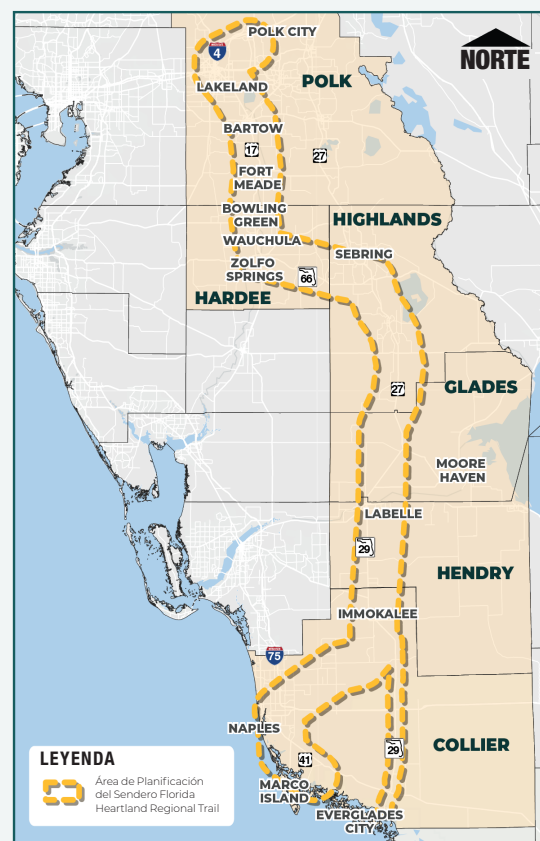 POLK CITY
NORTE
INTERSTATE
4
POLK
LAKELAND
BARTOW
17
27
FORT
MEADE
BOWLING
GREEN
HIGHLANDS
WAUCHULA
SEBRING
ZOLFO
SPRINGS
66
HARDEE
27
GLADES
MOORE
HAVEN
LABELLE
29
HENDRY
IMMOKALEE
INTERSTATE
75
NAPLES
29
COLLIER
41
MARCO
ISLAND
EVERGLADES
CITY
LEYENDA
Área de Planificación
del Sendero Florida
Heartland Regional Trail